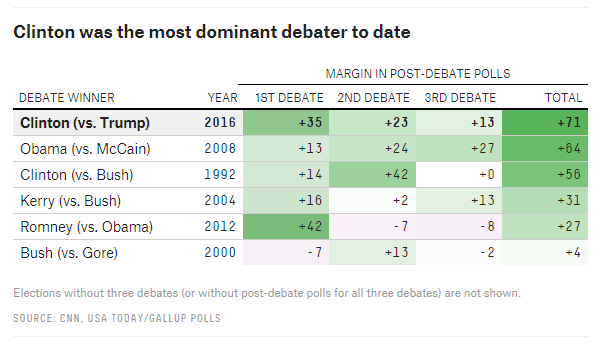 Clinton was the most dominant debater to date
MARGIN IN POST-DEBATE POLLS
DEBATE WINNER YEAR 1ST DEBATE 2ND DEBATE 3RD DEBATE TOTAL
Clinton (vs. Trump) 2016 +35 +23 +13 +71
Obama (vs. McCain) 2008 +13 +24 +27 +64
Clinton (vs. Bush) 1992 +14 +42 +0 +56
Kerry (vs. Bush) 2004 +16 +2 +13 +31
Romney (vs. Obama) 2012 +42 -7 -8 +27
Bush (vs. Gore) 2000 -7 +13 -2 +4
Elections without three debates (or without post-debate polls for all three debates) are not shown.
SOURCE: CNN, USA TODAY/GALLUP POLLS